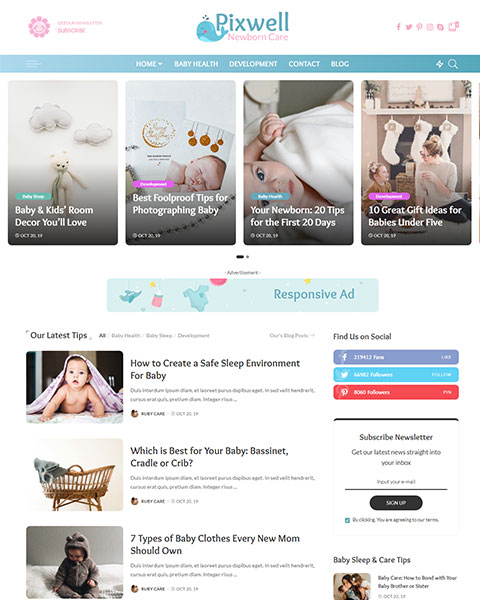 GET OUR NEWSLETTER
SUBSCRIBE
Pixwell
Newborn Care
HOME
BABY HEALTH
DEVELOPMENT
CONTACT
BLOG
Baby Sleep
Baby & Kids' Room
Decor You'll Love
OCT 20, 19
Development
Best Foolproof Tips for
Photographing Baby
OCT 20, 19
Baby Health
Your Newborn: 20 Tips
for the First 20 Days
OCT 20, 19
Development
10 Great Gift Ideas for
Babies Under Five
OCT 20, 19
- Advertisement -
Responsive Ad
Our Latest Tips
All / Baby Health / Baby Sleep / Development
Our's Blog Posts
How to Create a Safe Sleep Environment
For Baby
Duis interdum ipsum diam, et laoreet purus dapibus eget. In sed velit hendrerit,
cursus erat quis, pretium diam. Integer risus ...
RUBY CARE
OCT 20, 19
Which is Best for Your Baby: Bassinet,
Cradle or Crib?
Duis interdum ipsum diam, et laoreet purus dapibus eget. In sed velit hendrerit,
cursus erat quis, pretium diam. Integer ...
RUBY CARE
OCT 20, 19
7 Types of Baby Clothes Every New Mom
Should Own
Duis interdum ipsum diam, et laoreet purus dapibus eget. In sed velit hendrerit,
cursus erat quis, pretium diam. Integer ...
RUBY CARE
OCT 20, 19
Find Us on Social
219412 Fans
LIKE
66982 Followers
FOLLOW
8060 Followers
PIN
Subscribe Newsletter
Get our latest news straight into
your inbox
Input your e-mail
SIGN UP
By clicking, You are agreeing to our terms.
Baby Sleep & Care Tips
Baby Care: How to Bond with Your
Baby Brother or Sister
OCT 20, 19